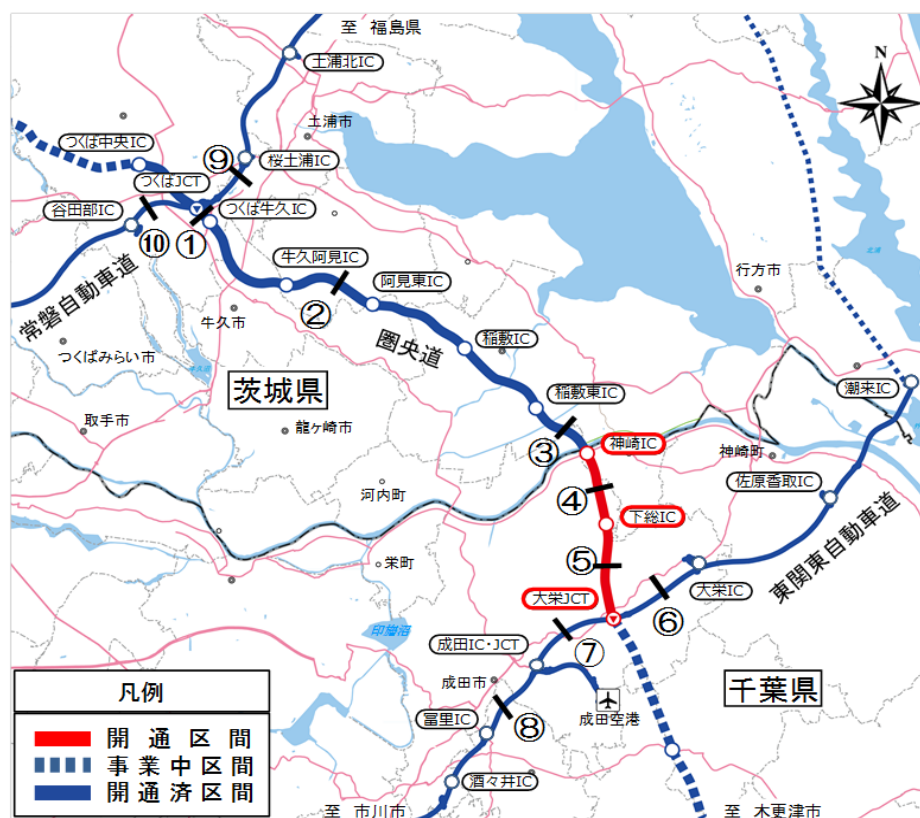 至 福島県
土浦北IC
N
土浦市
つくば中央IC
⑨
桜土浦IC
つくばJCT
谷田部IC
つくば牛久IC
⑩
①
牛久阿見IC
行方市
北浦
阿見東IC
常磐自動車道
②
牛久市
圏央道
稲敷IC
つくばみらい市
牛久沼
茨城県
潮来IC
稲敷東IC
取手市
龍ヶ崎市
③
神崎IC
神崎町
河内町
④
佐原香取IC
下総IC
栄町
⑤
東関東自動車道
大栄IC
大栄JCT
⑥
印旛沼
成田IC・JCT
⑦
成田市
千葉県
凡例
富里IC
⑧
成田空港
開通区間
事業中区間
開通済区間
酒々井IC
至 市川市
至 木更津市